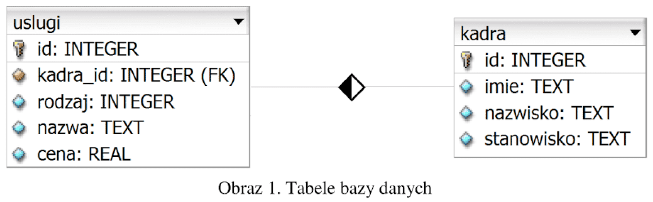 uslugi
id: INTEGER
kadra_id: INTEGER (FK)
rodzaj: INTEGER
nazwa: TEXT
cena: REAL
kadra
id: INTEGER
imie: TEXT
nazwisko: TEXT
stanowisko: TEXT
Obraz 1. Tabele bazy danych